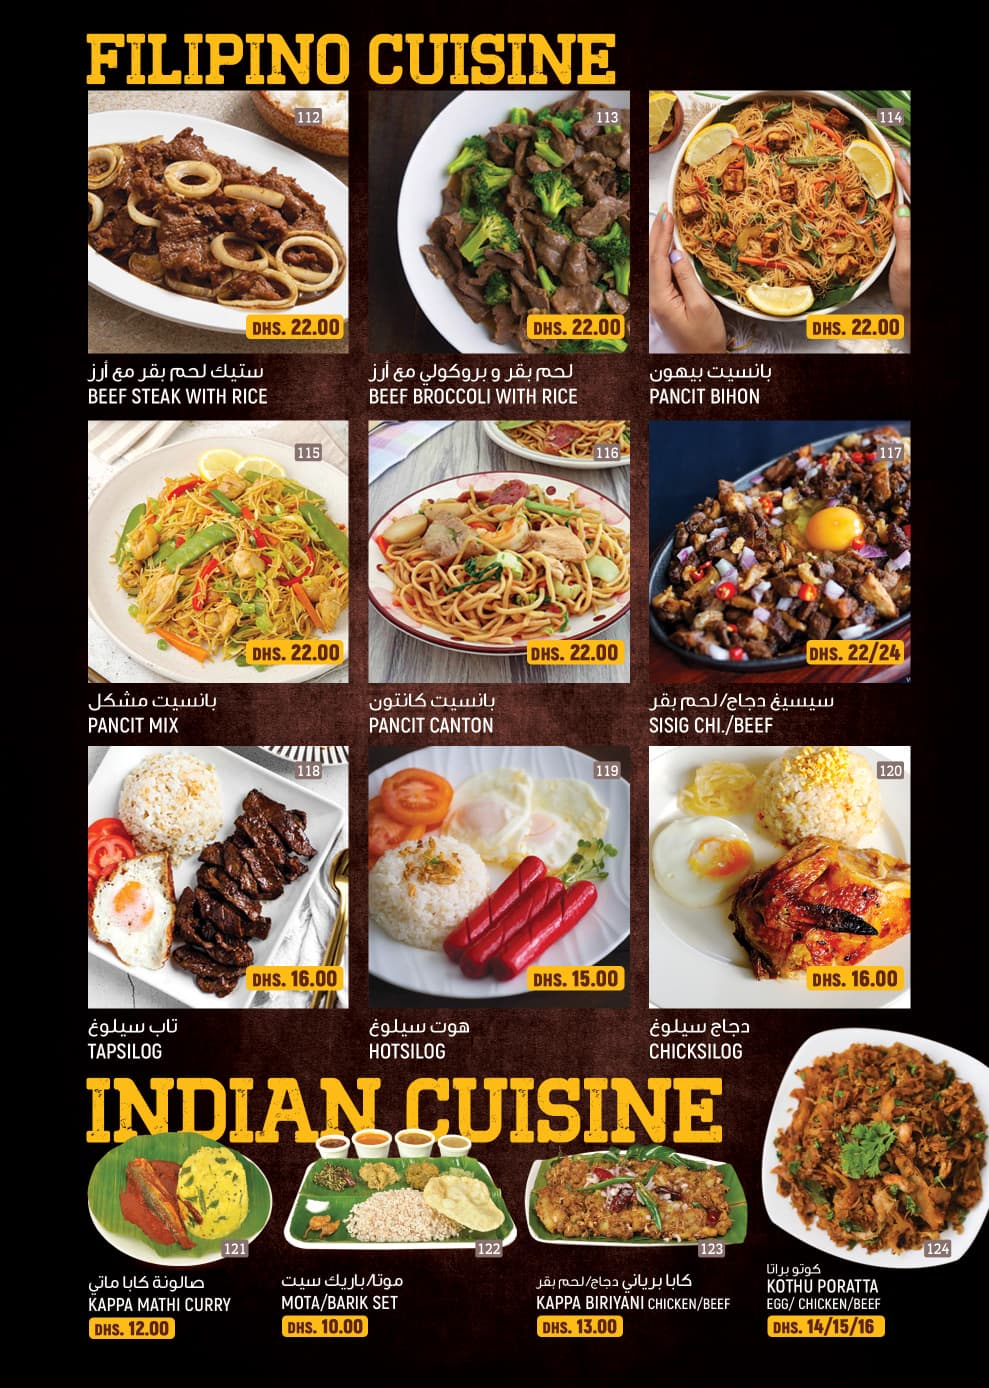 FILIPINO CUISINE
112
DHS. 22.00
ستيك لحم بقر مع أرز
BEEF STEAK WITH RICE
113
DHS. 22.00
لحم بقر و بروكولي مع أرز
BEEF BROCCOLI WITH RICE
114
DHS. 22.00
بانسيت بيهون
PANCIT BIHON
115
DHS. 22.00
بانسيت مشكل
PANCIT MIX
116
DHS. 22.00
بانسيت كانتون
PANCIT CANTON
117
DHS. 22/24
سيسيغ دجاج/لحم بقر
SISIG CHI./BEEF
118
DHS. 16.00
تاب سيلوغ
TAPSILOG
119
DHS. 15.00
هوت سيلوغ
HOTSILOG
120
DHS. 16.00
دجاج سيلوغ
CHICKSILOG
INDIAN CUISINE
121
صالونة كابا ماتي
KAPPA MATHI CURRY
DHS. 12.00
122
موتا/باريك سيت
MOTA/BARIK SET
DHS. 10.00
123
كابا برياني دجاج/لحم بقر
KAPPA BIRIYANI CHICKEN/BEEF
DHS. 13.00
124
كوتو براتا
KOTHU PORATTA
EGG/ CHICKEN/BEEF
DHS. 14/15/16